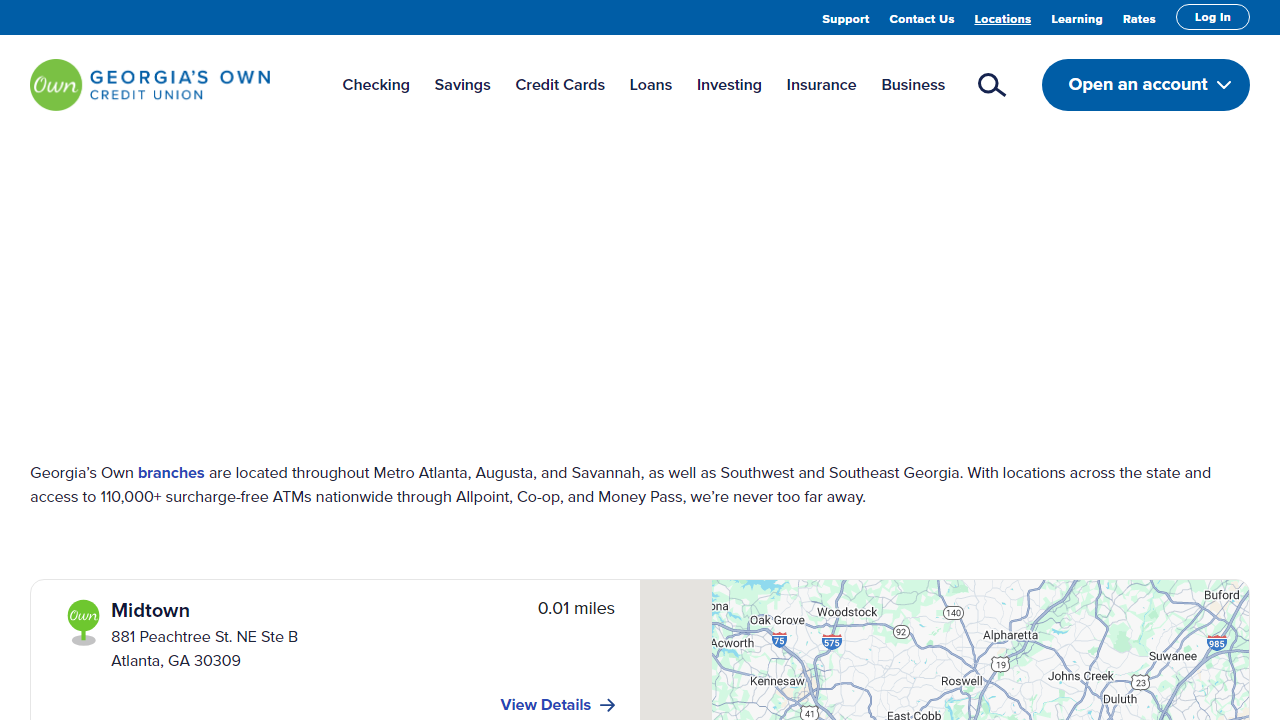 Support Contact Us Locations Learning Rates Log In
Own GEORGIA'S OWN
CREDIT UNION
Checking Savings Credit Cards Loans Investing Insurance Business Open an account
Georgia’s Own branches are located throughout Metro Atlanta, Augusta, and Savannah, as well as Southwest and Southeast Georgia. With locations across the state and
access to 110,000+ surcharge-free ATMs nationwide through Allpoint, Co-op, and Money Pass, we’re never too far away.
Own Midtown 0.01 miles
881 Peachtree St. NE Ste B
Atlanta, GA 30309
View Details
Buford
ona Woodstock 140
Oak Grove
92 Alpharetta
Acworth 75 575 985
Suwanee
19
Kennesaw Roswell Johns Creek 23
Duluth
41 East Cobb